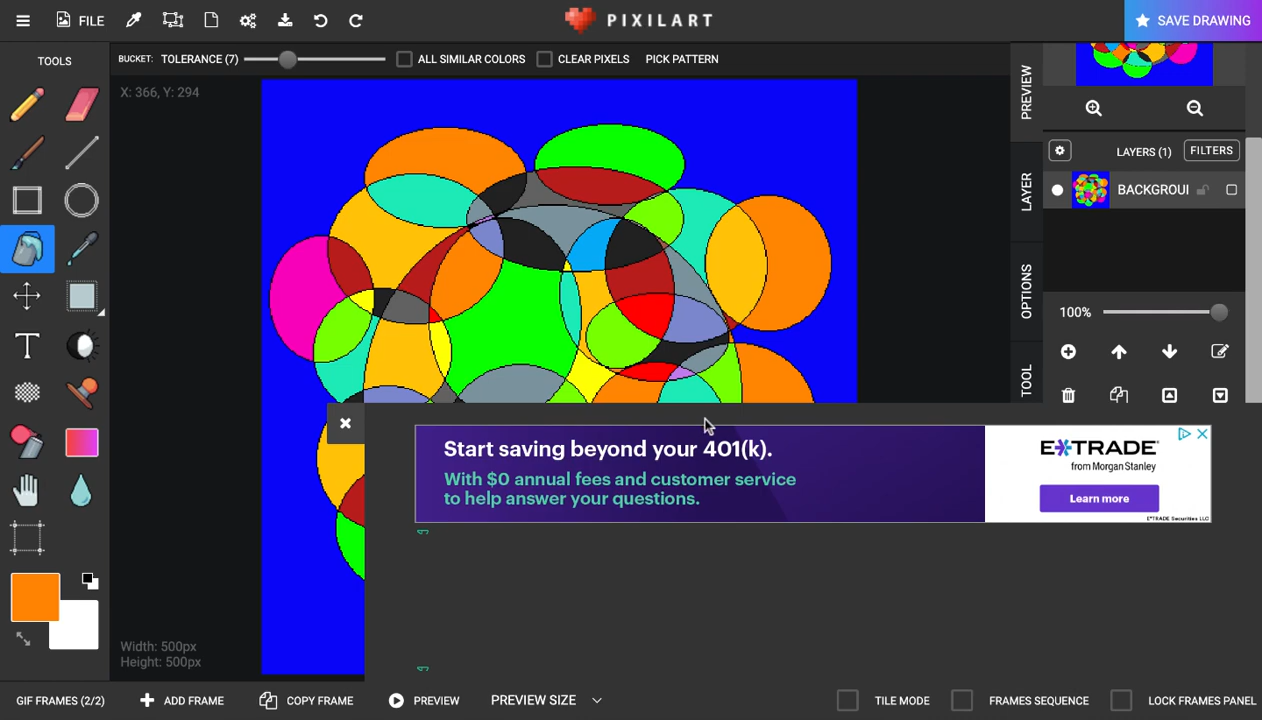 FILE
PIXILART
SAVE DRAWING
TOOLS
BUCKET: TOLERANCE (7)
ALL SIMILAR COLORS
CLEAR PIXELS
PICK PATTERN
X: 366, Y: 294
PREVIEW
LAYERS (1)
FILTERS
BACKGROUI
LAYER
OPTIONS
100%
TOOL
Start saving beyond your 401(k).
With $0 annual fees and customer service
to help answer your questions.
E*TRADE
from Morgan Stanley
Learn more
E*TRADE Securities LLC
Width: 500px
Height: 500px
GIF FRAMES (2/2)
ADD FRAME
COPY FRAME
PREVIEW
PREVIEW SIZE
TILE MODE
FRAMES SEQUENCE
LOCK FRAMES PANEL